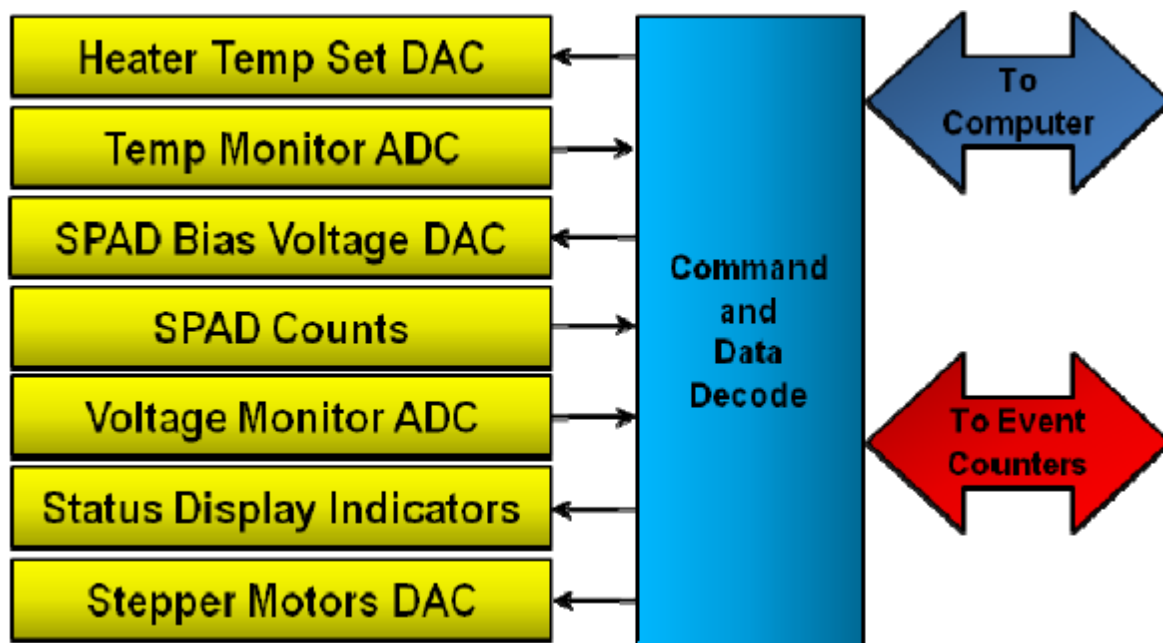 Heater Temp Set DAC
Temp Monitor ADC
SPAD Bias Voltage DAC
SPAD Counts
Voltage Monitor ADC
Status Display Indicators
Stepper Motors DAC
Command
and
Data
Decode
To
Computer
To Event
Counters